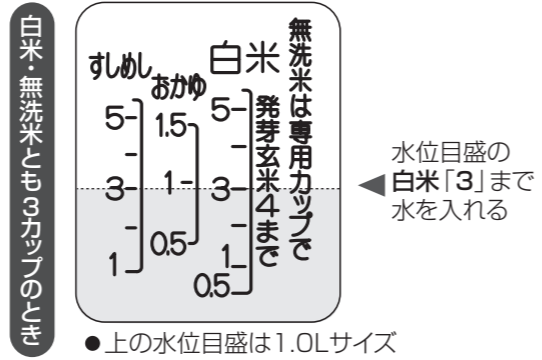 白米・無洗米とも3カップのとき
すしめし
5
3
1
おかゆ
1.5
1
0.5
白米
5
3
1
0.5
発芽玄米4まで
無洗米は専用カップで
水位目盛の
白米「3」まで
水を入れる
●上の水位目盛は1.0Lサイズ